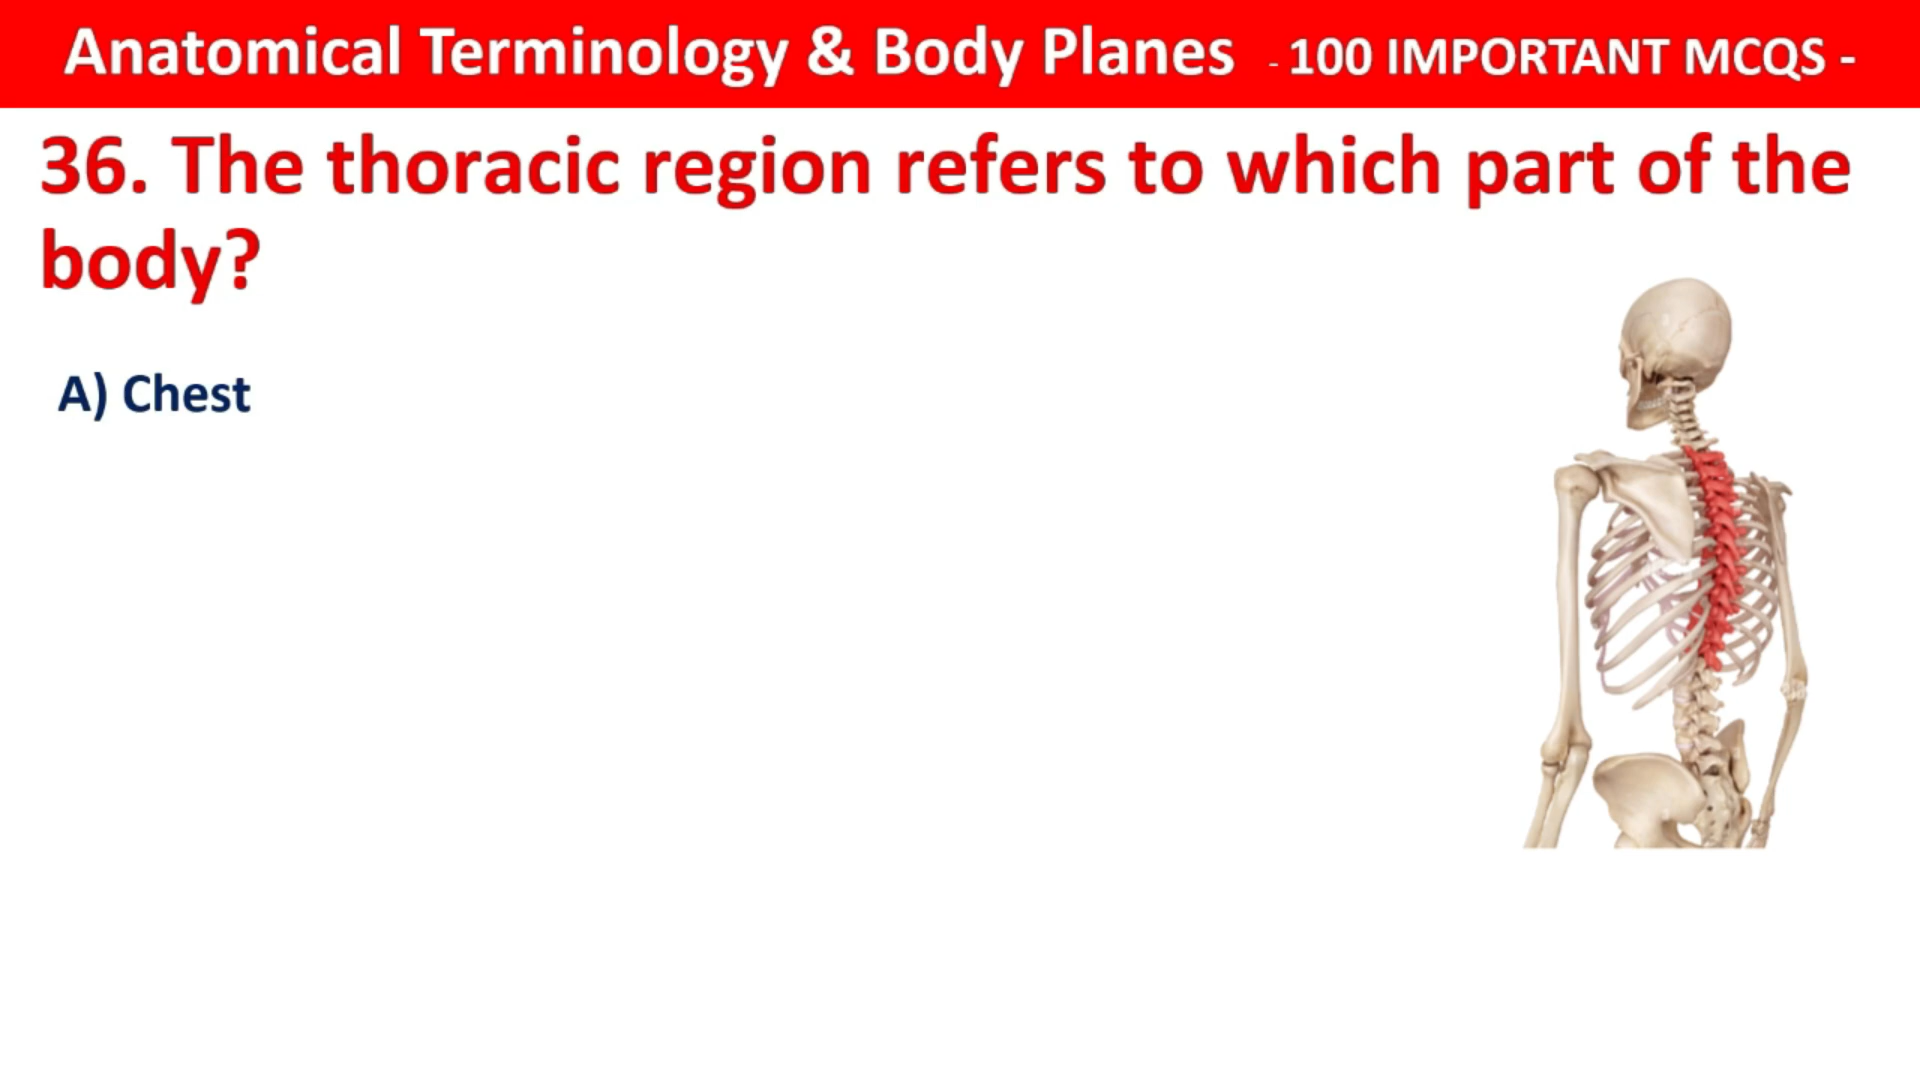 Anatomical Terminology & Body Planes - 100 IMPORTANT MCQS -
36. The thoracic region refers to which part of the
body?
A) Chest